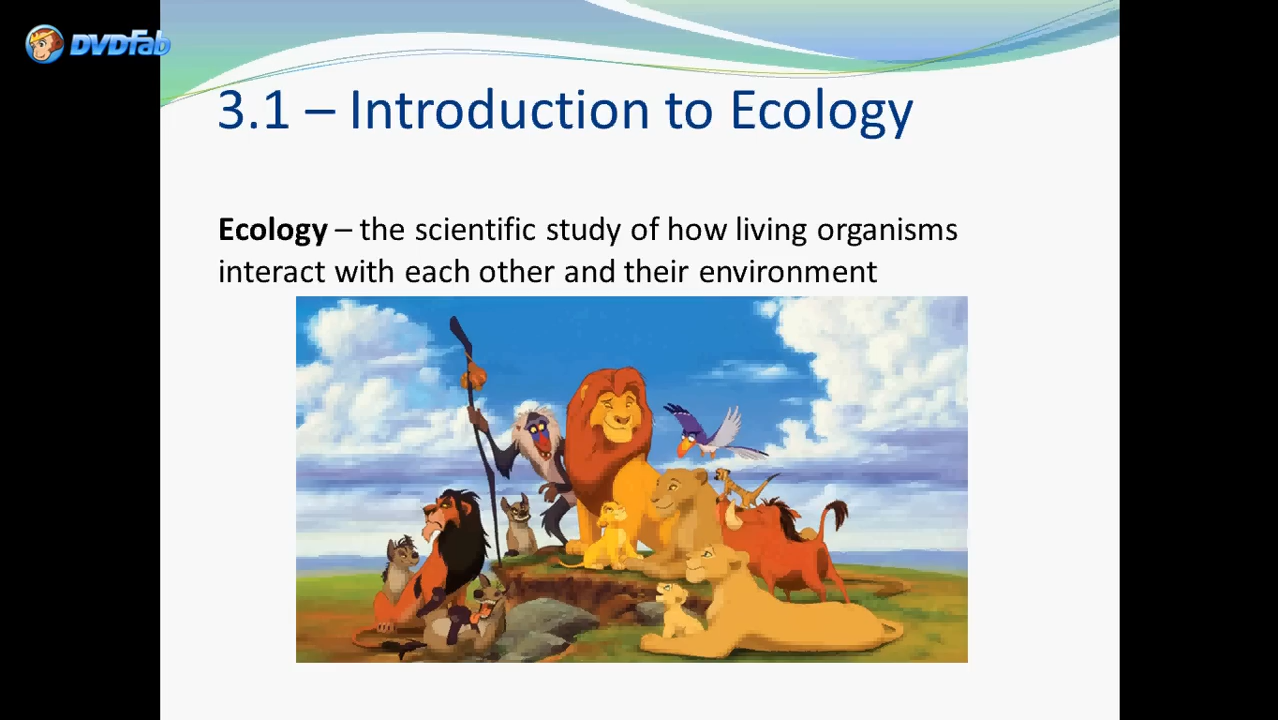 DVDFab
3.1 – Introduction to Ecology
Ecology – the scientific study of how living organisms
interact with each other and their environment